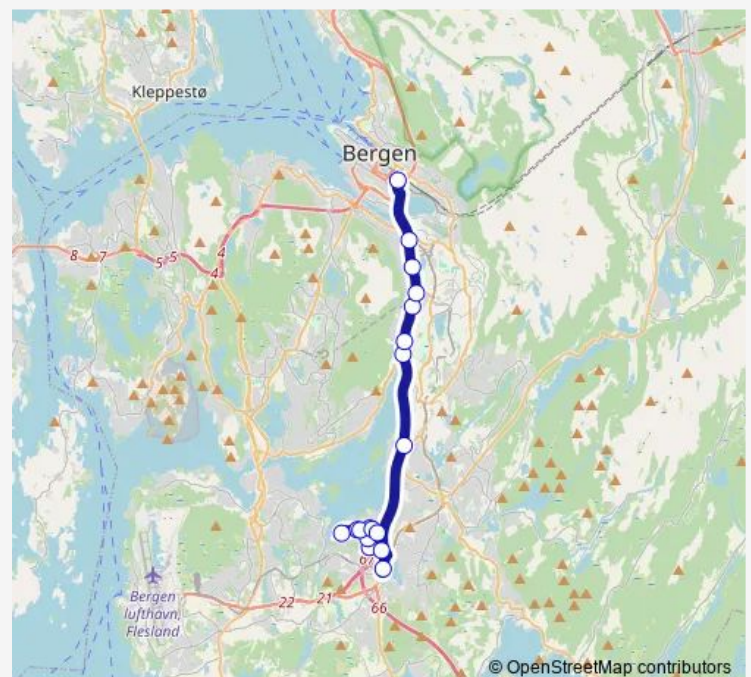 Kleppestø
Bergen
8
7
5
5
4
4
67
Bergen
lufthavn,
Flesland
22
21
66
© OpenStreetMap contributors